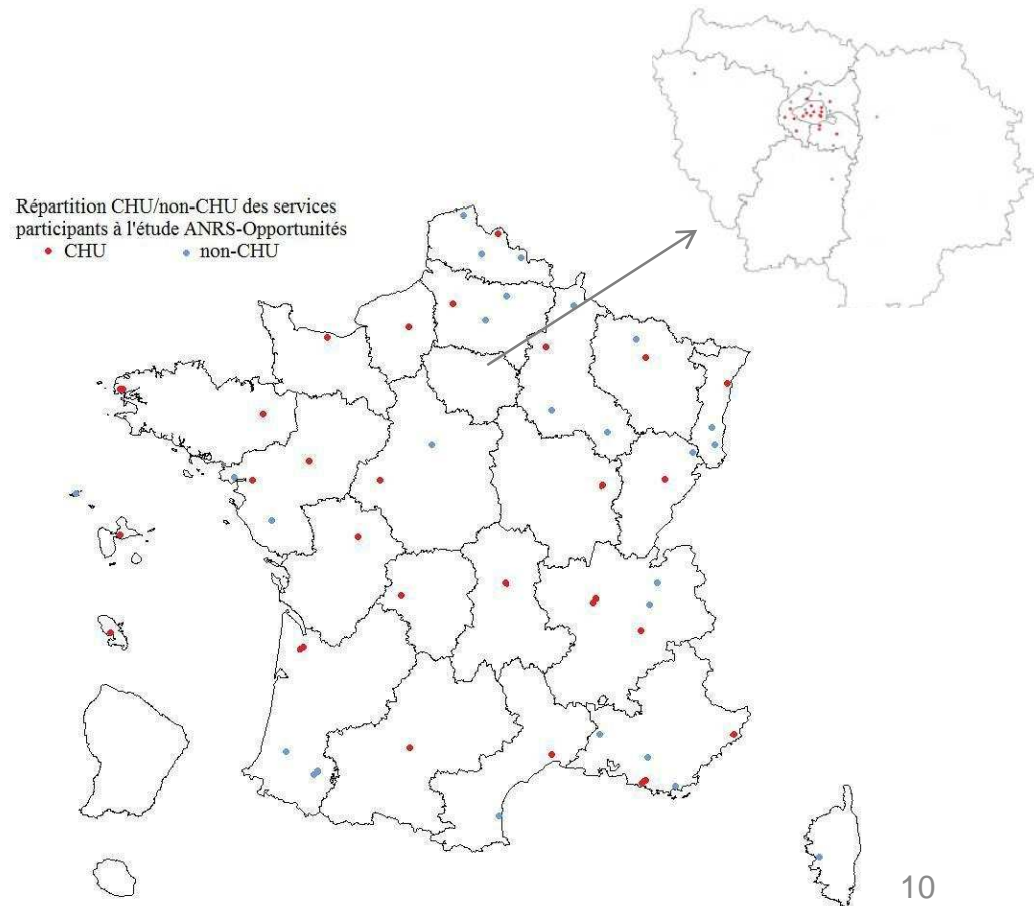 Répartition CHU/non-CHU des services
participants à l'étude ANRS-Opportunités
CHU non-CHU
10